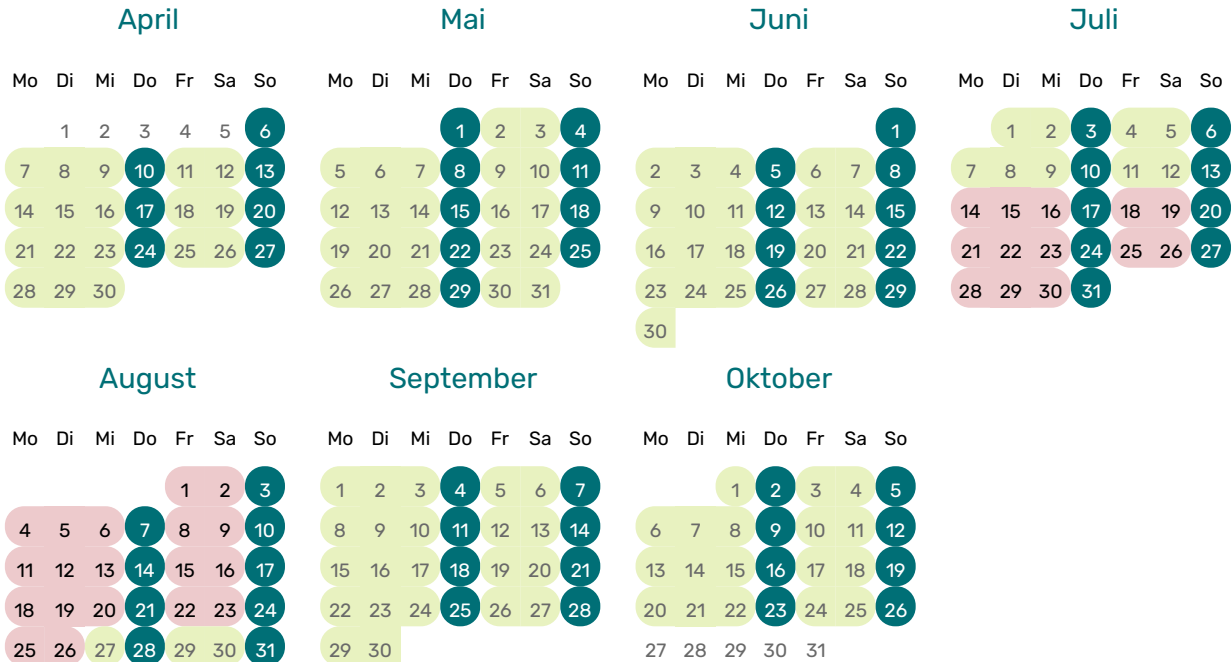 April Mai Juni Juli
Mo Di Mi Do Fr Sa So Mo Di Mi Do Fr Sa So Mo Di Mi Do Fr Sa So Mo Di Mi Do Fr Sa So
1 2 3 4 5 6 1 2 3 4 1 1 2 3 4 5 6
7 8 9 10 11 12 13 5 6 7 8 9 10 11 2 3 4 5 6 7 8 7 8 9 10 11 12 13
14 15 16 17 18 19 20 12 13 14 15 16 17 18 9 10 11 12 13 14 15 14 15 16 17 18 19 20
21 22 23 24 25 26 27 19 20 21 22 23 24 25 16 17 18 19 20 21 22 21 22 23 24 25 26 27
28 29 30 26 27 28 29 30 31 23 24 25 26 27 28 29 28 29 30 31
30
August September Oktober
Mo Di Mi Do Fr Sa So Mo Di Mi Do Fr Sa So Mo Di Mi Do Fr Sa So
1 2 3 1 2 3 4 5 6 7 1 2 3 4 5
4 5 6 7 8 9 10 8 9 10 11 12 13 14 6 7 8 9 10 11 12
11 12 13 14 15 16 17 15 16 17 18 19 20 21 13 14 15 16 17 18 19
18 19 20 21 22 23 24 22 23 24 25 26 27 28 20 21 22 23 24 25 26
25 26 27 28 29 30 31 29 30 27 28 29 30 31